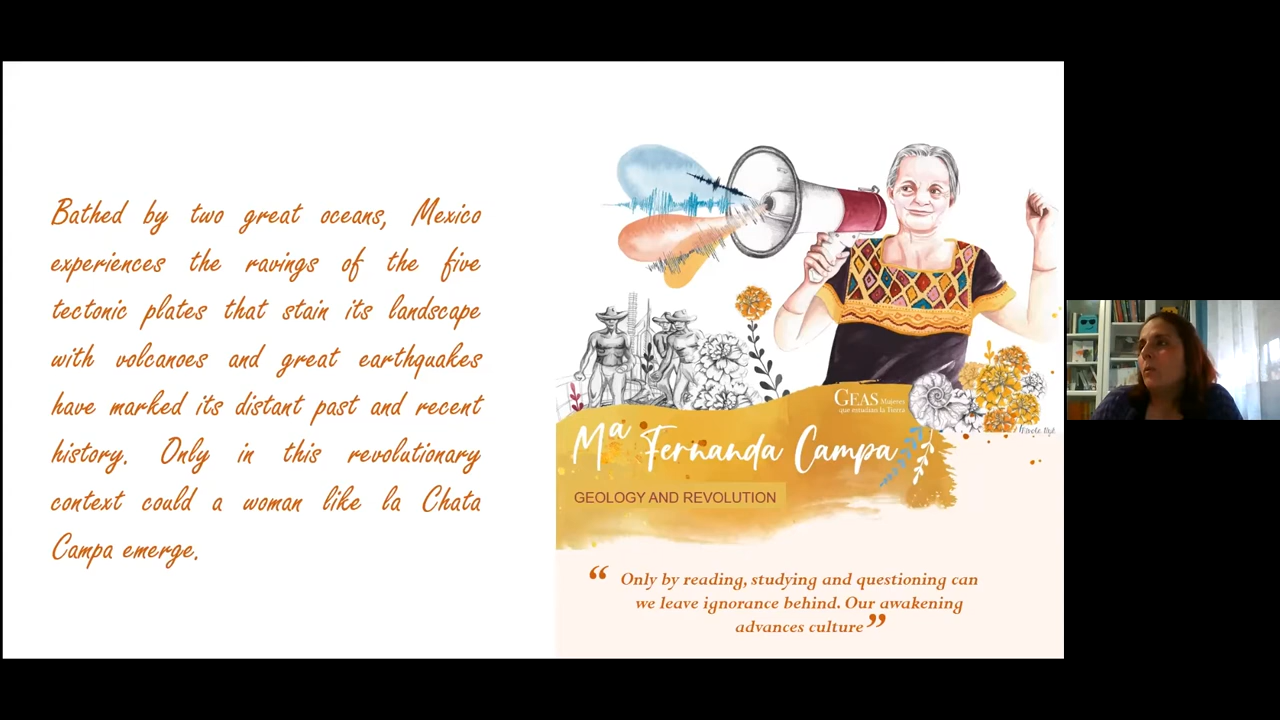 Bathed by two great oceans, Mexico
experiences the ravings of the five
tectonic plates that stain its landscape
with volcanoes and great earthquakes
have marked its distant past and recent
history. Only in this revolutionary
context could a woman like la Chata
Campa emerge.
GEAS Mujeres
que estudian la Tierra
Mª Fernanda Campa
GEOLOGY AND REVOLUTION
“ Only by reading, studying and questioning can
we leave ignorance behind. Our awakening
advances culture ”